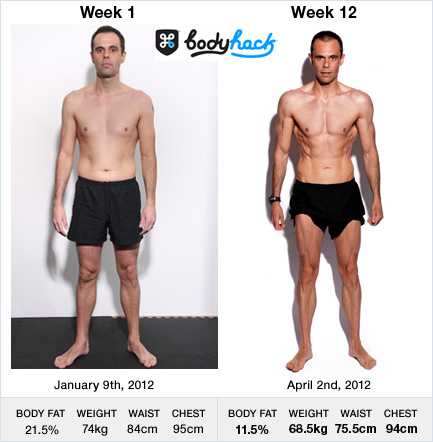 Week 1
Week 12
bodyhack
January 9th, 2012
April 2nd, 2012
BODY FAT WEIGHT WAIST CHEST
21.5% 74kg 84cm 95cm
BODY FAT WEIGHT WAIST CHEST
11.5% 68.5kg 75.5cm 94cm